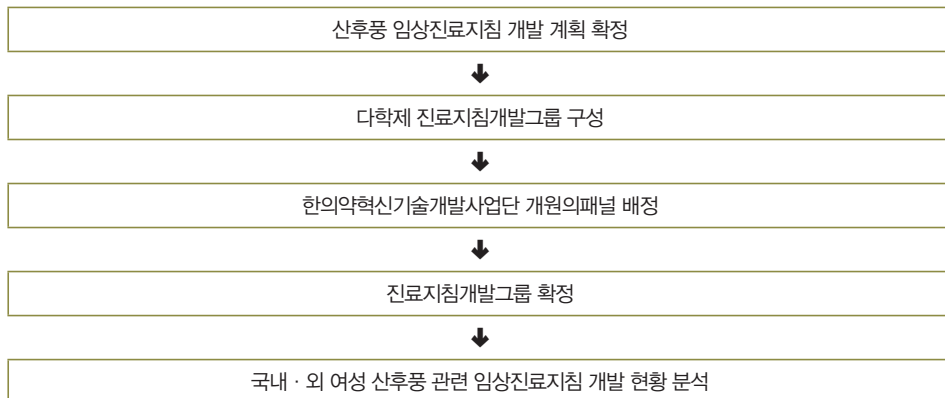 산후풍 임상진료지침 개발 계획 확정
다학제 진료지침개발그룹 구성
한의약혁신기술개발사업단 개원의패널 배정
진료지침개발그룹 확정
국내 · 외 여성 산후풍 관련 임상진료지침 개발 현황 분석